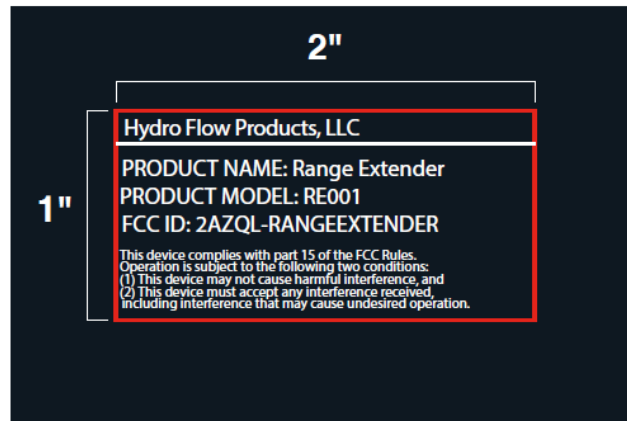 2"
Hydro Flow Products, LLC
1"
PRODUCT NAME: Range Extender
PRODUCT MODEL: RE001
FCC ID: 2AZQL-RANGEEXTENDER
This device complies with part 15 of the FCC Rules.
Operation is subject to the following two conditions:
(1) This device may not cause harmful interference, and
(2) This device must accept any interference received,
including interference that may cause undesired operation.